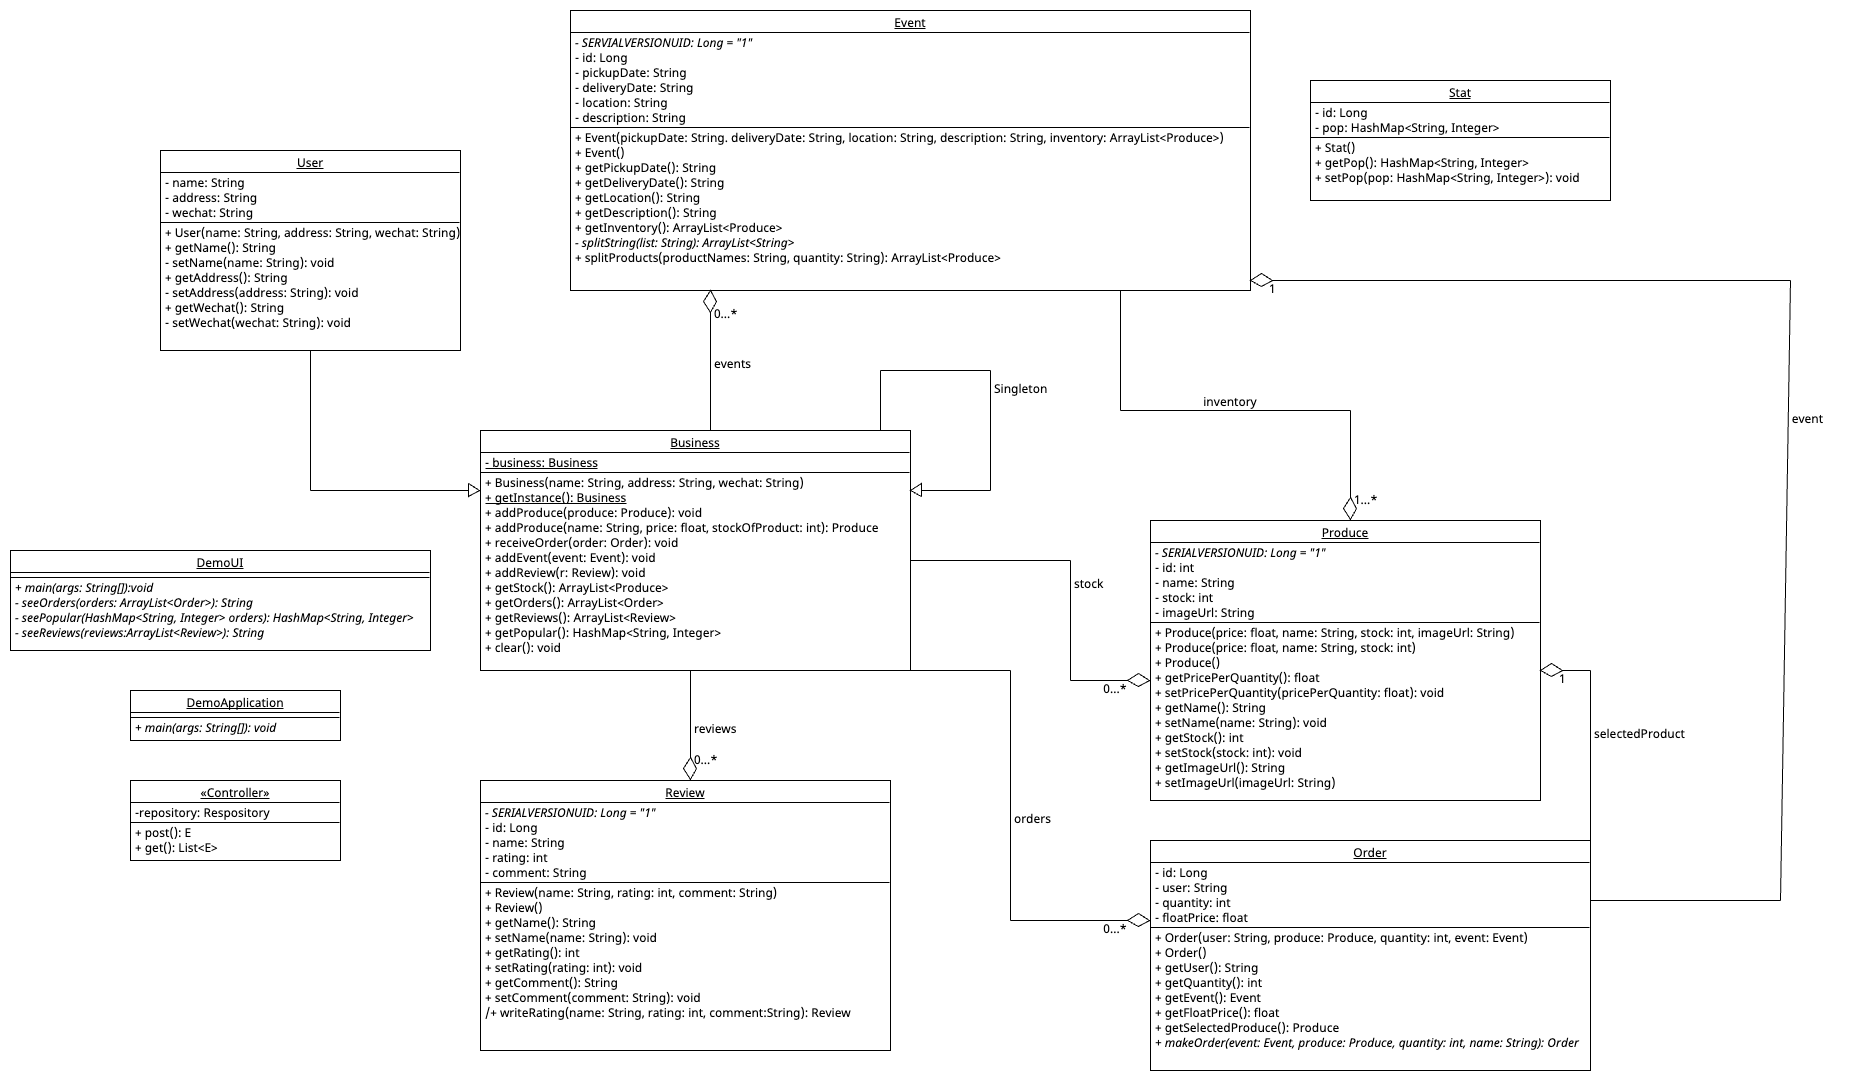 Event
- SERVIALVERSIONUID: Long = "1"
- id: Long
- pickupDate: String
- deliveryDate: String
- location: String
- description: String
+ Event(pickupDate: String. deliveryDate: String, location: String, description: String, inventory: ArrayList<Produce>)
+ Event()
+ getPickupDate(): String
+ getDeliveryDate(): String
+ getLocation(): String
+ getDescription(): String
+ getInventory(): ArrayList<Produce>
- splitString(list: String): ArrayList<String>
+ splitProducts(productNames: String, quantity: String): ArrayList<Produce>
Stat
- id: Long
- pop: HashMap<String, Integer>
+ Stat()
+ getPop(): HashMap<String, Integer>
+ setPop(pop: HashMap<String, Integer>): void
User
- name: String
- address: String
- wechat: String
+ User(name: String, address: String, wechat: String)
+ getName(): String
- setName(name: String): void
+ getAddress(): String
- setAddress(address: String): void
+ getWechat(): String
- setWechat(wechat: String): void
1
0...*
events
Singleton
inventory
event
1...*
Business
- business: Business
+ Business(name: String, address: String, wechat: String)
+ getInstance(): Business
+ addProduce(produce: Produce): void
+ addProduce(name: String, price: float, stockOfProduct: int): Produce
+ receiveOrder(order: Order): void
+ addEvent(event: Event): void
+ addReview(r: Review): void
+ getStock(): ArrayList<Produce>
+ getOrders(): ArrayList<Order>
+ getReviews(): ArrayList<Review>
+ getPopular(): HashMap<String, Integer>
+ clear(): void
stock
0...*
Produce
- SERIALVERSIONUID: Long = "1"
- id: int
- name: String
- stock: int
- imageUrl: String
+ Produce(price: float, name: String, stock: int, imageUrl: String)
+ Produce(price: float, name: String, stock: int)
+ Produce()
+ getPricePerQuantity(): float
+ setPricePerQuantity(pricePerQuantity: float): void
+ getName(): String
+ setName(name: String): void
+ getStock(): int
+ setStock(stock: int): void
+ getImageUrl(): String
+ setImageUrl(imageUrl: String)
1
selectedProduct
DemoUI
+ main(args: String[]):void
- seeOrders(orders: ArrayList<Order>): String
- seePopular(HashMap<String, Integer> orders): HashMap<String, Integer>
- seeReviews(reviews:ArrayList<Review>): String
DemoApplication
+ main(args: String[]): void
«Controller»
-repository: Respository
+ post(): E
+ get(): List<E>
reviews
0...*
Review
- SERIALVERSIONUID: Long = "1"
- id: Long
- name: String
- rating: int
- comment: String
+ Review(name: String, rating: int, comment: String)
+ Review()
+ getName(): String
+ setName(name: String): void
+ getRating(): int
+ setRating(rating: int): void
+ getComment(): String
+ setComment(comment: String): void
/+ writeRating(name: String, rating: int, comment:String): Review
orders
0...*
Order
- id: Long
- user: String
- quantity: int
- floatPrice: float
+ Order(user: String, produce: Produce, quantity: int, event: Event)
+ Order()
+ getUser(): String
+ getQuantity(): int
+ getEvent(): Event
+ getFloatPrice(): float
+ getSelectedProduce(): Produce
+ makeOrder(event: Event, produce: Produce, quantity: int, name: String): Order